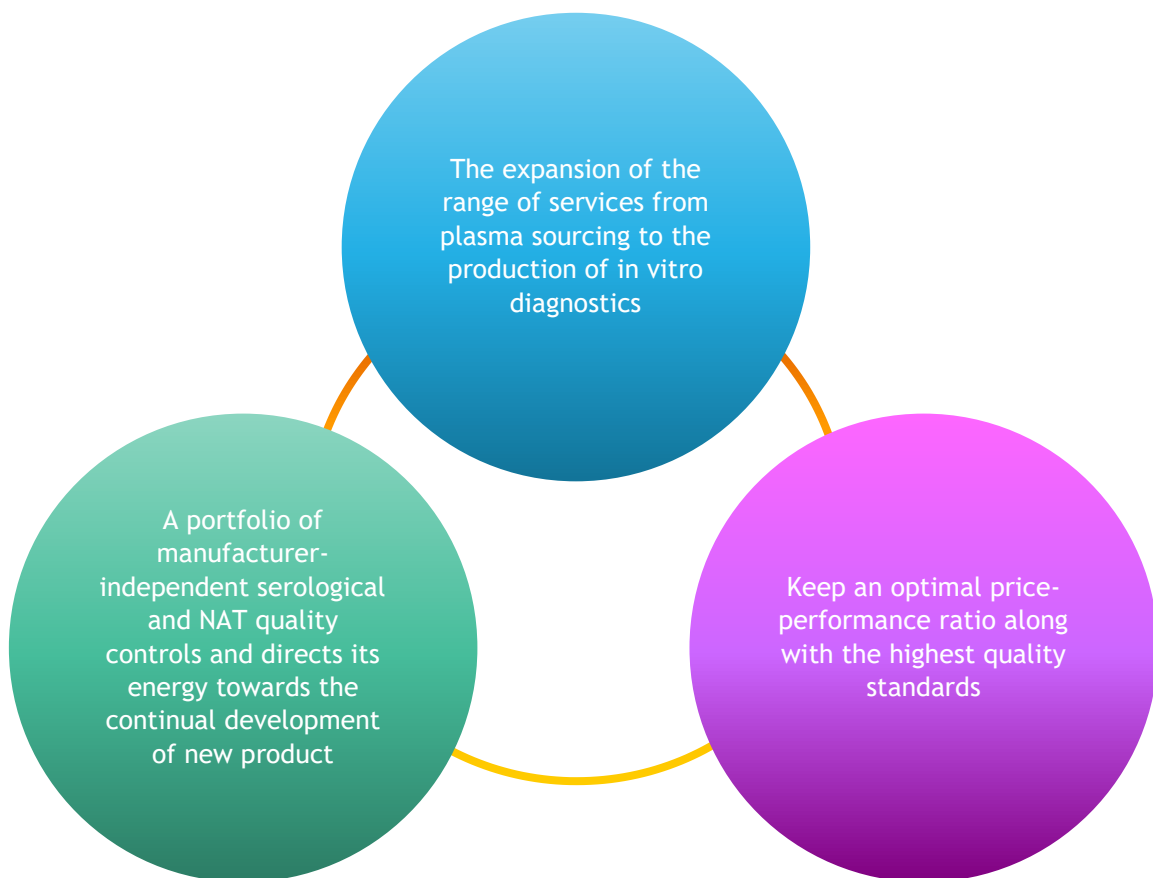 The expansion of the
range of services from
plasma sourcing to the
production of in vitro
diagnostics
A portfolio of
manufacturer-
independent serological
and NAT quality
controls and directs its
energy towards the
continual development
of new product
Keep an optimal price-
performance ratio along
with the highest quality
standards